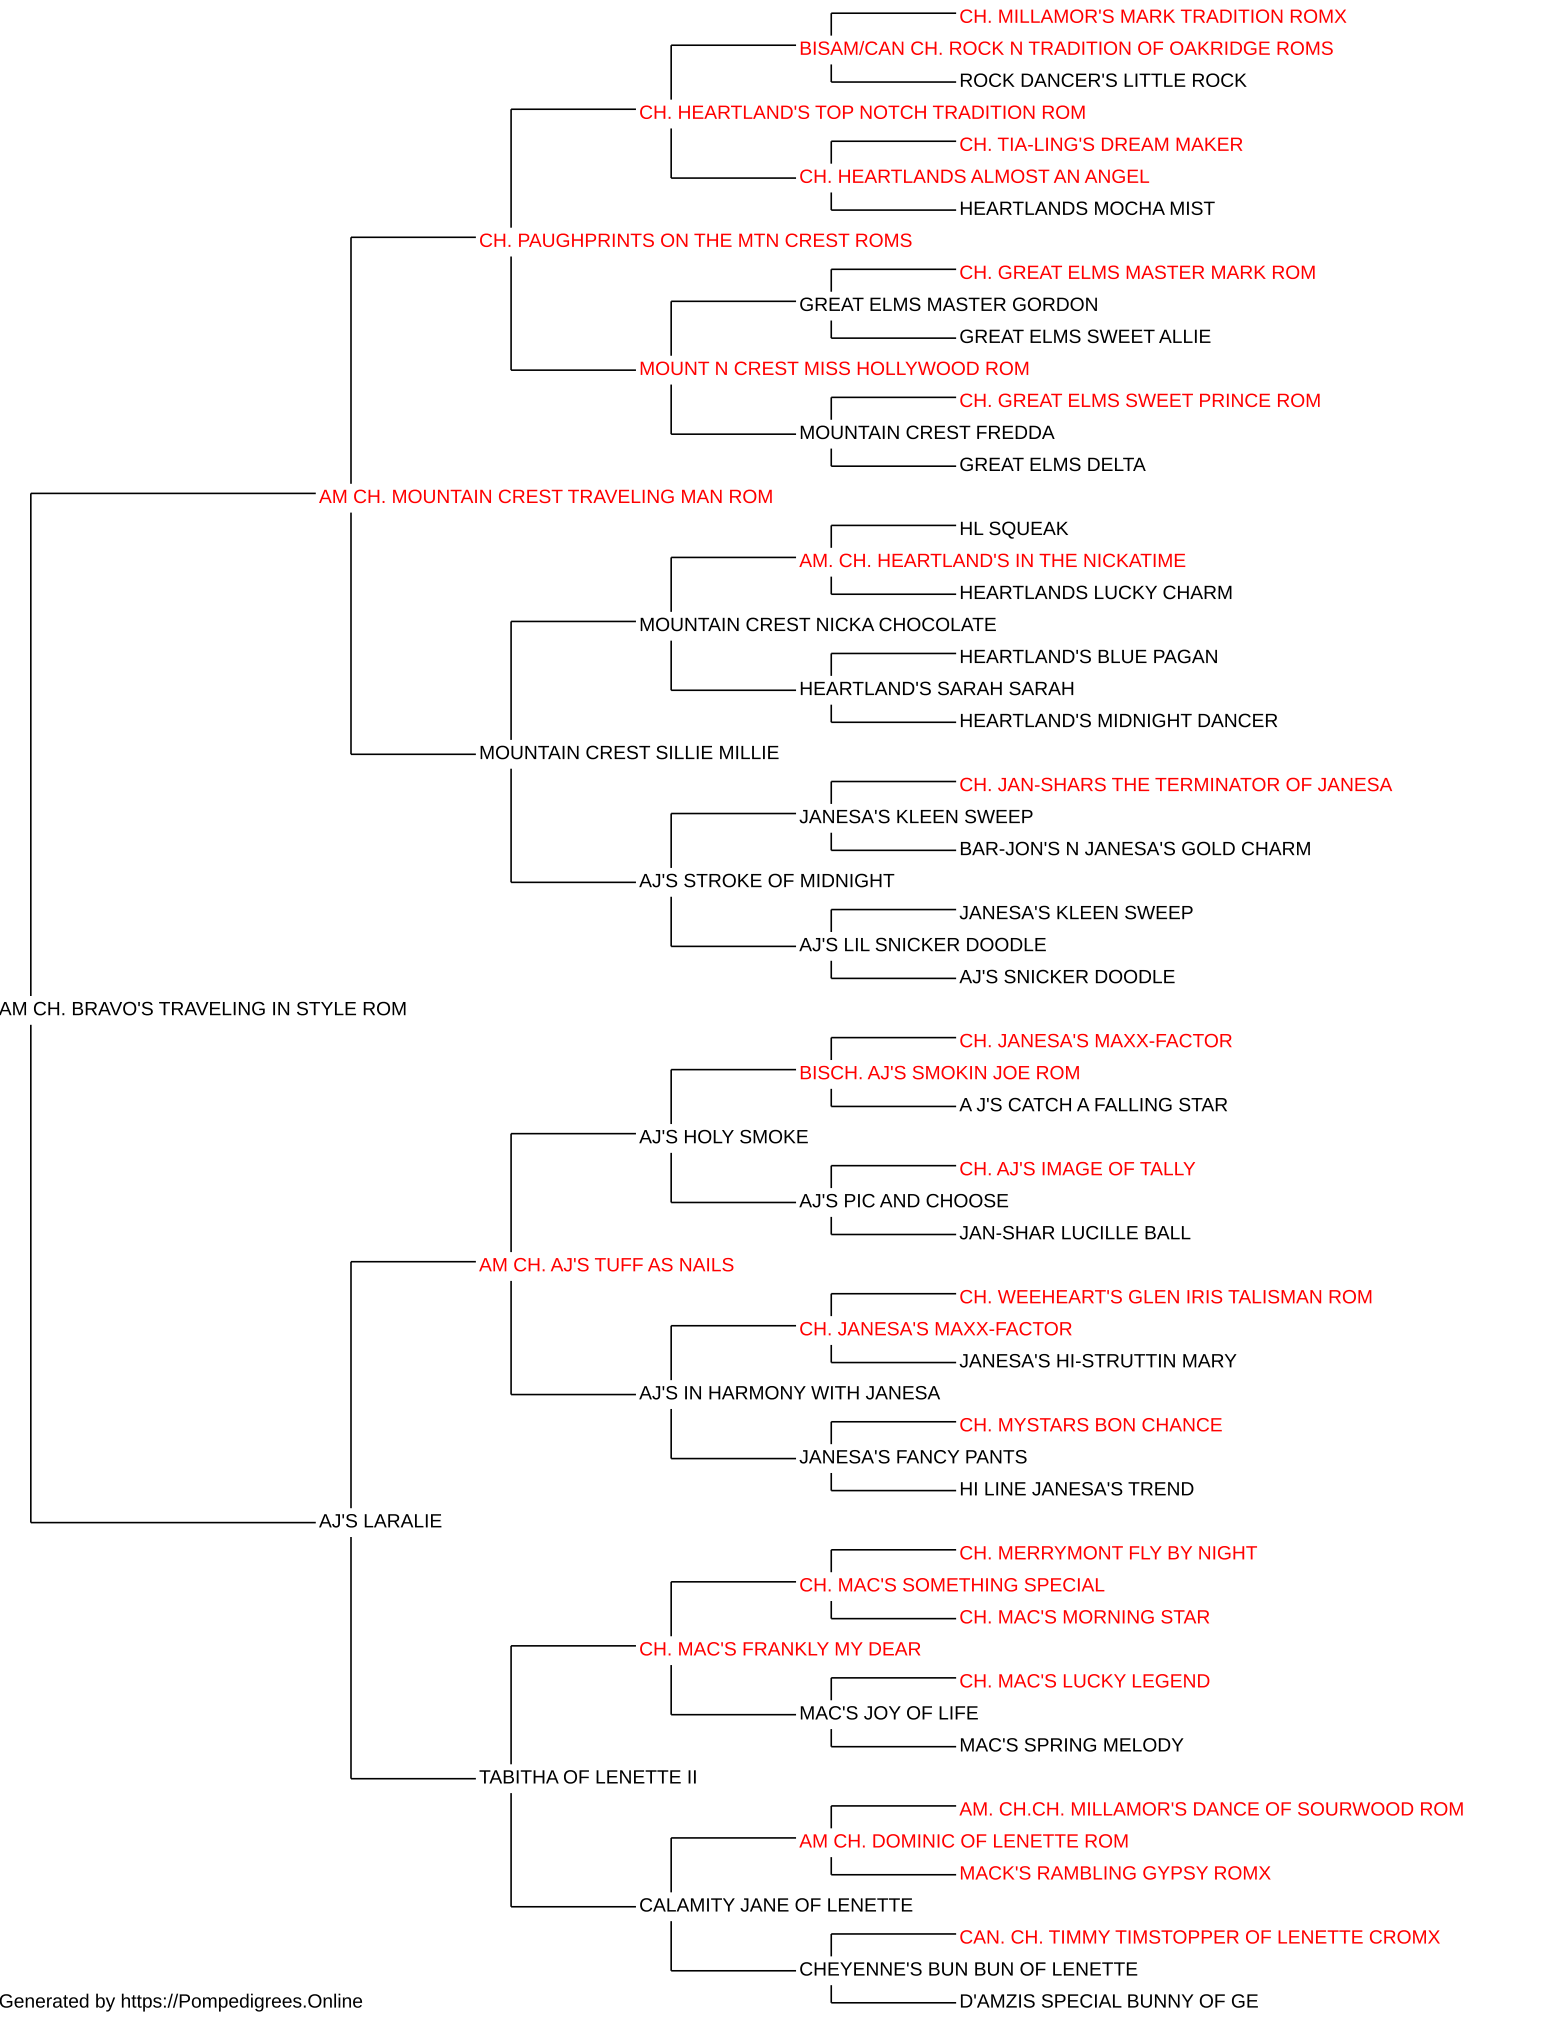 CH. MILLAMOR'S MARK TRADITION ROMX
BISAM/CAN CH. ROCK N TRADITION OF OAKRIDGE ROMS
ROCK DANCER'S LITTLE ROCK
CH. HEARTLAND'S TOP NOTCH TRADITION ROM
CH. TIA-LING'S DREAM MAKER
CH. HEARTLANDS ALMOST AN ANGEL
HEARTLANDS MOCHA MIST
CH. PAUGHPRINTS ON THE MTN CREST ROMS
CH. GREAT ELMS MASTER MARK ROM
GREAT ELMS MASTER GORDON
GREAT ELMS SWEET ALLIE
MOUNT N CREST MISS HOLLYWOOD ROM
CH. GREAT ELMS SWEET PRINCE ROM
MOUNTAIN CREST FREDDA
GREAT ELMS DELTA
AM CH. MOUNTAIN CREST TRAVELING MAN ROM
HL SQUEAK
AM. CH. HEARTLAND'S IN THE NICKATIME
HEARTLANDS LUCKY CHARM
MOUNTAIN CREST NICKA CHOCOLATE
HEARTLAND'S BLUE PAGAN
HEARTLAND'S SARAH SARAH
HEARTLAND'S MIDNIGHT DANCER
MOUNTAIN CREST SILLIE MILLIE
CH. JAN-SHARS THE TERMINATOR OF JANESA
JANESA'S KLEEN SWEEP
BAR-JON'S N JANESA'S GOLD CHARM
AJ'S STROKE OF MIDNIGHT
JANESA'S KLEEN SWEEP
AJ'S LIL SNICKER DOODLE
AJ'S SNICKER DOODLE
AM CH. BRAVO'S TRAVELING IN STYLE ROM
CH. JANESA'S MAXX-FACTOR
BISCH. AJ'S SMOKIN JOE ROM
A J'S CATCH A FALLING STAR
AJ'S HOLY SMOKE
CH. AJ'S IMAGE OF TALLY
AJ'S PIC AND CHOOSE
JAN-SHAR LUCILLE BALL
AM CH. AJ'S TUFF AS NAILS
CH. WEEHEART'S GLEN IRIS TALISMAN ROM
CH. JANESA'S MAXX-FACTOR
JANESA'S HI-STRUTTIN MARY
AJ'S IN HARMONY WITH JANESA
CH. MYSTARS BON CHANCE
JANESA'S FANCY PANTS
HI LINE JANESA'S TREND
AJ'S LARALIE
CH. MERRYMONT FLY BY NIGHT
CH. MAC'S SOMETHING SPECIAL
CH. MAC'S MORNING STAR
CH. MAC'S FRANKLY MY DEAR
CH. MAC'S LUCKY LEGEND
MAC'S JOY OF LIFE
MAC'S SPRING MELODY
TABITHA OF LENETTE II
AM. CH.CH. MILLAMOR'S DANCE OF SOURWOOD ROM
AM CH. DOMINIC OF LENETTE ROM
MACK'S RAMBLING GYPSY ROMX
CALAMITY JANE OF LENETTE
CAN. CH. TIMMY TIMSTOPPER OF LENETTE CROMX
CHEYENNE'S BUN BUN OF LENETTE
D'AMZIS SPECIAL BUNNY OF GE
Generated by https://Pompedigrees.Online